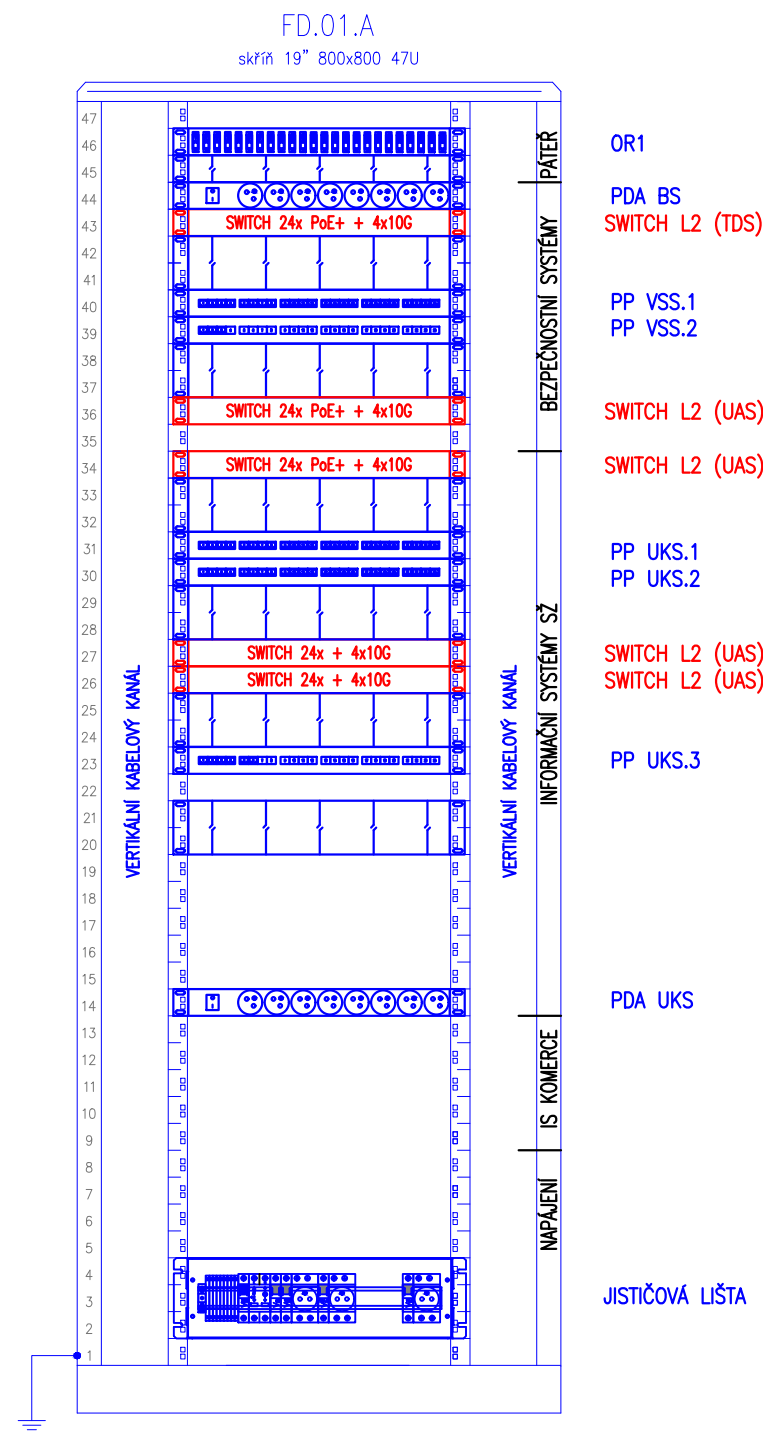 FD.01.A
skříň 19" 800x800 47U
47
46
45
44
43
42
41
40
39
38
37
36
35
34
33
32
31
30
29
28
27
26
25
24
23
22
21
20
19
18
17
16
15
14
13
12
11
10
9
8
7
6
5
4
3
2
1
SWITCH 24x PoE+ + 4x10G
SWITCH 24x PoE+ + 4x10G
SWITCH 24x PoE+ + 4x10G
SWITCH 24x + 4x10G
SWITCH 24x + 4x10G
VERTIKÁLNÍ KABELOVÝ KANÁL
VERTIKÁLNÍ KABELOVÝ KANÁL
PÁTEŘ
BEZPEČNOSTNÍ SYSTÉMY
INFORMAČNÍ SYSTÉMY SŽ
IS KOMERCE
NAPÁJENÍ
OR1
PDA BS
SWITCH L2 (TDS)
PP VSS.1
PP VSS.2
SWITCH L2 (UAS)
SWITCH L2 (UAS)
PP UKS.1
PP UKS.2
SWITCH L2 (UAS)
SWITCH L2 (UAS)
PP UKS.3
PDA UKS
JISTIČOVÁ LIŠTA